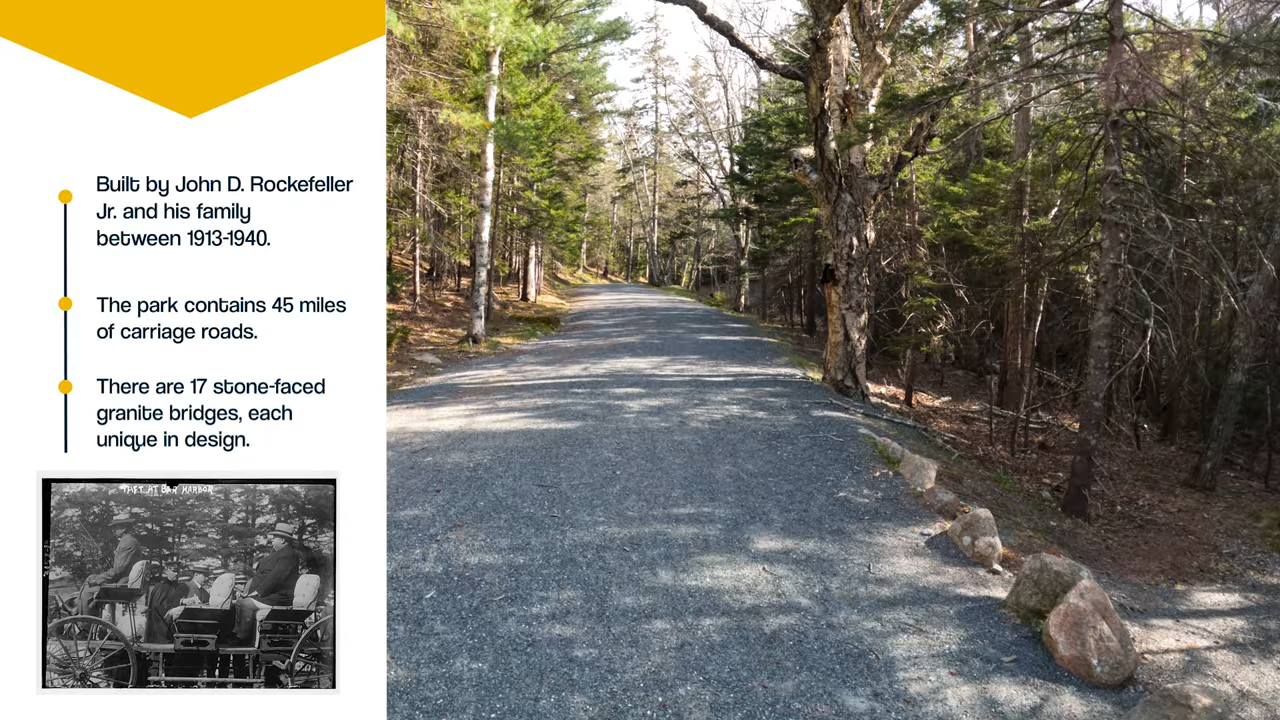 Built by John D. Rockefeller
Jr. and his family
between 1913-1940.
The park contains 45 miles
of carriage roads.
There are 17 stone-faced
granite bridges, each
unique in design.
TAFT AT BAR HARBOR